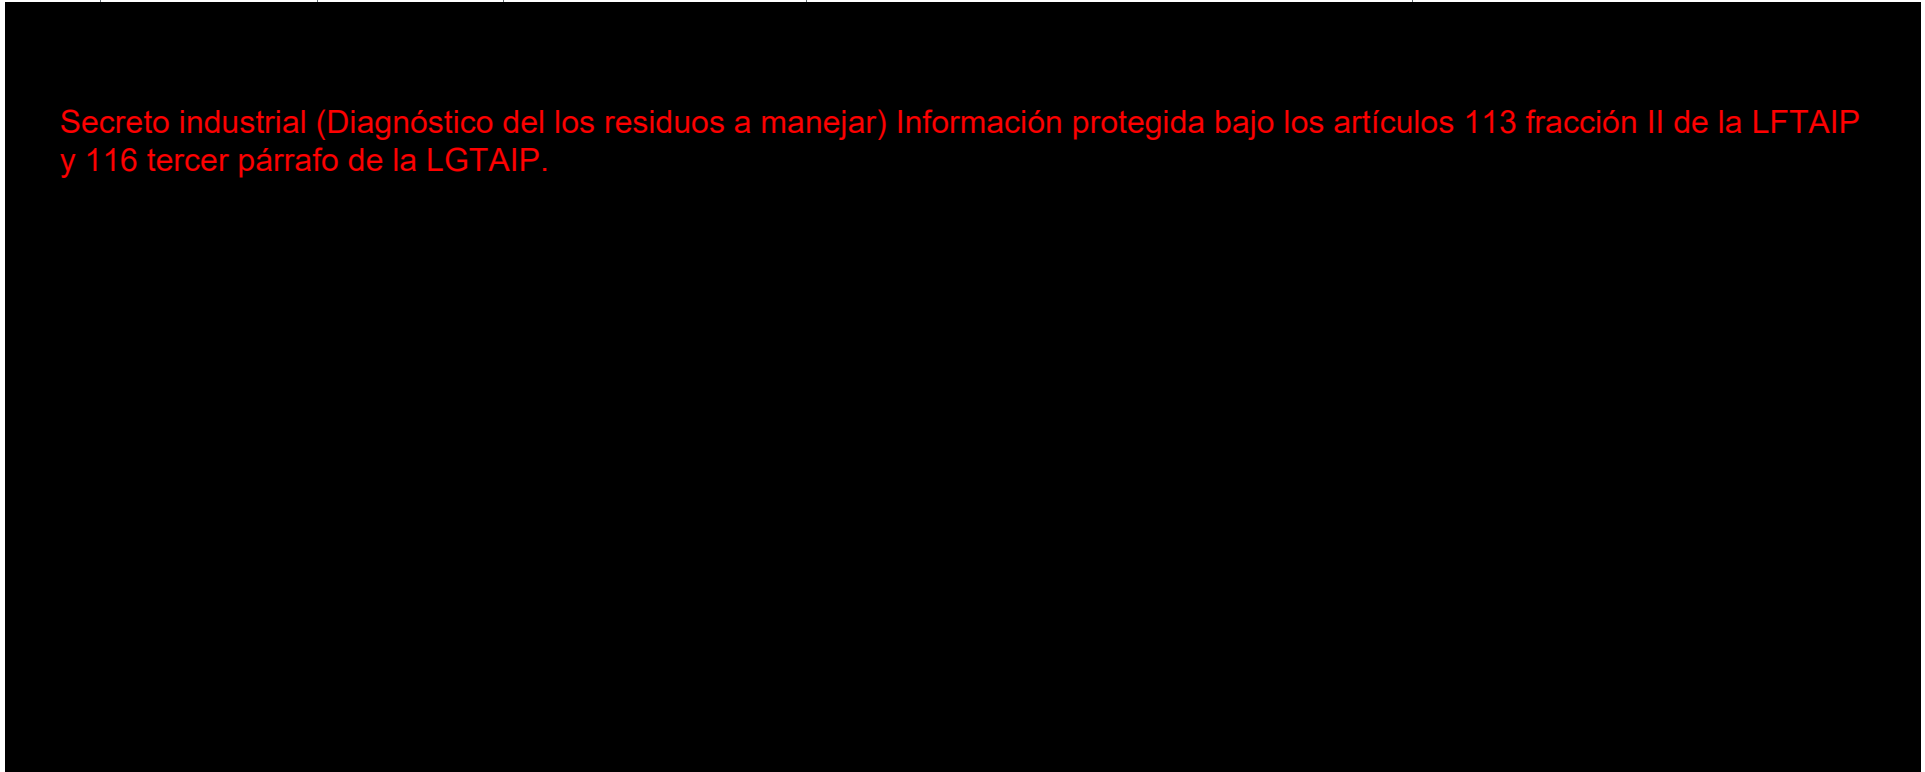 Secreto industrial (Diagnóstico del los residuos a manejar) Información protegida bajo los artículos 113 fracción II de la LFTAIP
y 116 tercer párrafo de la LGTAIP.